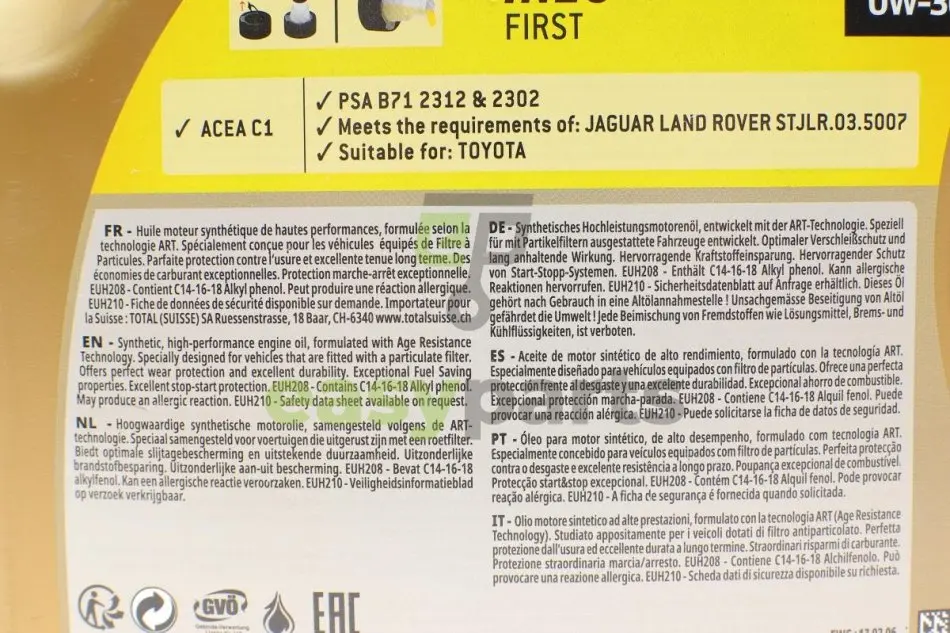 FIRST
0W-30
✓ ACEA C1
✓ PSA B71 2312 & 2302
✓ Meets the requirements of: JAGUAR LAND ROVER STJLR.03.5007
✓ Suitable for: TOYOTA
FR - Huile moteur synthétique de hautes performances, formulée selon la
technologie ART. Spécialement conçue pour les véhicules équipés de Filtre à
Particules. Parfaite protection contre l'usure et excellente tenue long terme. Des
économies de carburant exceptionnelles. Protection marche-arrêt exceptionnelle.
EUH208 - Contient C14-16-18 Alkyl phenol. Peut produire une réaction allergique.
EUH210 - Fiche de données de sécurité disponible sur demande. Importateur pour
la Suisse : TOTAL (SUISSE) SA Ruessenstrasse, 18 Baar, CH-6340 www.totalsuisse.ch
EN - Synthetic, high-performance engine oil, formulated with Age Resistance
Technology. Specially designed for vehicles that are fitted with a particulate filter.
Offers perfect wear protection and excellent durability. Exceptional Fuel Saving
properties. Excellent stop-start protection. EUH208 - Contains C14-16-18 Alkyl phenol.
May produce an allergic reaction. EUH210 - Safety data sheet available on request.
NL - Hoogwaardige synthetische motorolie, samengesteld volgens de ART-
technologie. Speciaal samengesteld voor voertuigen die uitgerust zijn met een roetfilter.
Biedt optimale slijtagebescherming en uitstekende duurzaamheid. Uitzonderlijke
brandstofbesparing. Uitzonderlijke aan-uit bescherming. EUH208 - Bevat C14-16-18
alkylfenol. Kan een allergische reactie veroorzaken. EUH210 - Veiligheidsinformatieblad
op verzoek verkrijgbaar.
DE - Synthetisches Hochleistungsmotorenöl, entwickelt mit der ART-Technologie. Speziell
für mit Partikelfiltern ausgestattete Fahrzeuge entwickelt. Optimaler Verschleißschutz und
lang anhaltende Wirkung. Hervorragende Kraftstoffeinsparung. Hervorragender Schutz
von Start-Stopp-Systemen. EUH208 - Enthält C14-16-18 Alkyl phenol. Kann allergische
Reaktionen hervorrufen. EUH210 - Sicherheitsdatenblatt auf Anfrage erhältlich. Dieses Öl
gehört nach Gebrauch in eine Altölannahmestelle ! Unsachgemässe Beseitigung von Altöl
gefährdet die Umwelt ! Jede Beimischung von Fremdstoffen wie Lösungsmittel, Brems- und
Kühlflüssigkeiten, ist verboten.
ES - Aceite de motor sintético de alto rendimiento, formulado con la tecnología ART.
Especialmente diseñado para vehículos equipados con filtro de partículas. Ofrece una perfecta
protección frente al desgaste y una excelente durabilidad. Excepcional ahorro de combustible.
Excepcional protección marcha-parada. EUH208 - Contiene C14-16-18 Alquil fenol. Puede
provocar una reacción alérgica. EUH210 - Puede solicitarse la ficha de datos de seguridad.
PT - Óleo para motor sintético, de alto desempenho, formulado com tecnologia ART.
Especialmente concebido para veículos equipados com filtro de partículas. Perfeita protecção
contra o desgaste e excelente resistência a longo prazo. Poupança excepcional de combustível.
Protecção start&stop excepcional. EUH208 - Contém C14-16-18 Alquil fenol. Pode provocar
reação alérgica. EUH210 - A ficha de segurança é fornecida quando solicitada.
IT - Olio motore sintetico ad alte prestazioni, formulato con la tecnologia ART (Age Resistance
Technology). Studiato appositamente per i veicoli dotati di filtro antiparticolato. Perfetta
protezione dall'usura ed eccellente durata a lungo termine. Straordinari risparmi di carburante.
Protezione straordinaria marcia/arresto. EUH208 - Contiene C14-16-18 Alchilfenolo. Può
provocare una reazione allergica. EUH210 - Scheda dati di sicurezza disponibile su richiesta.
easyparts
GVÖ
EAC